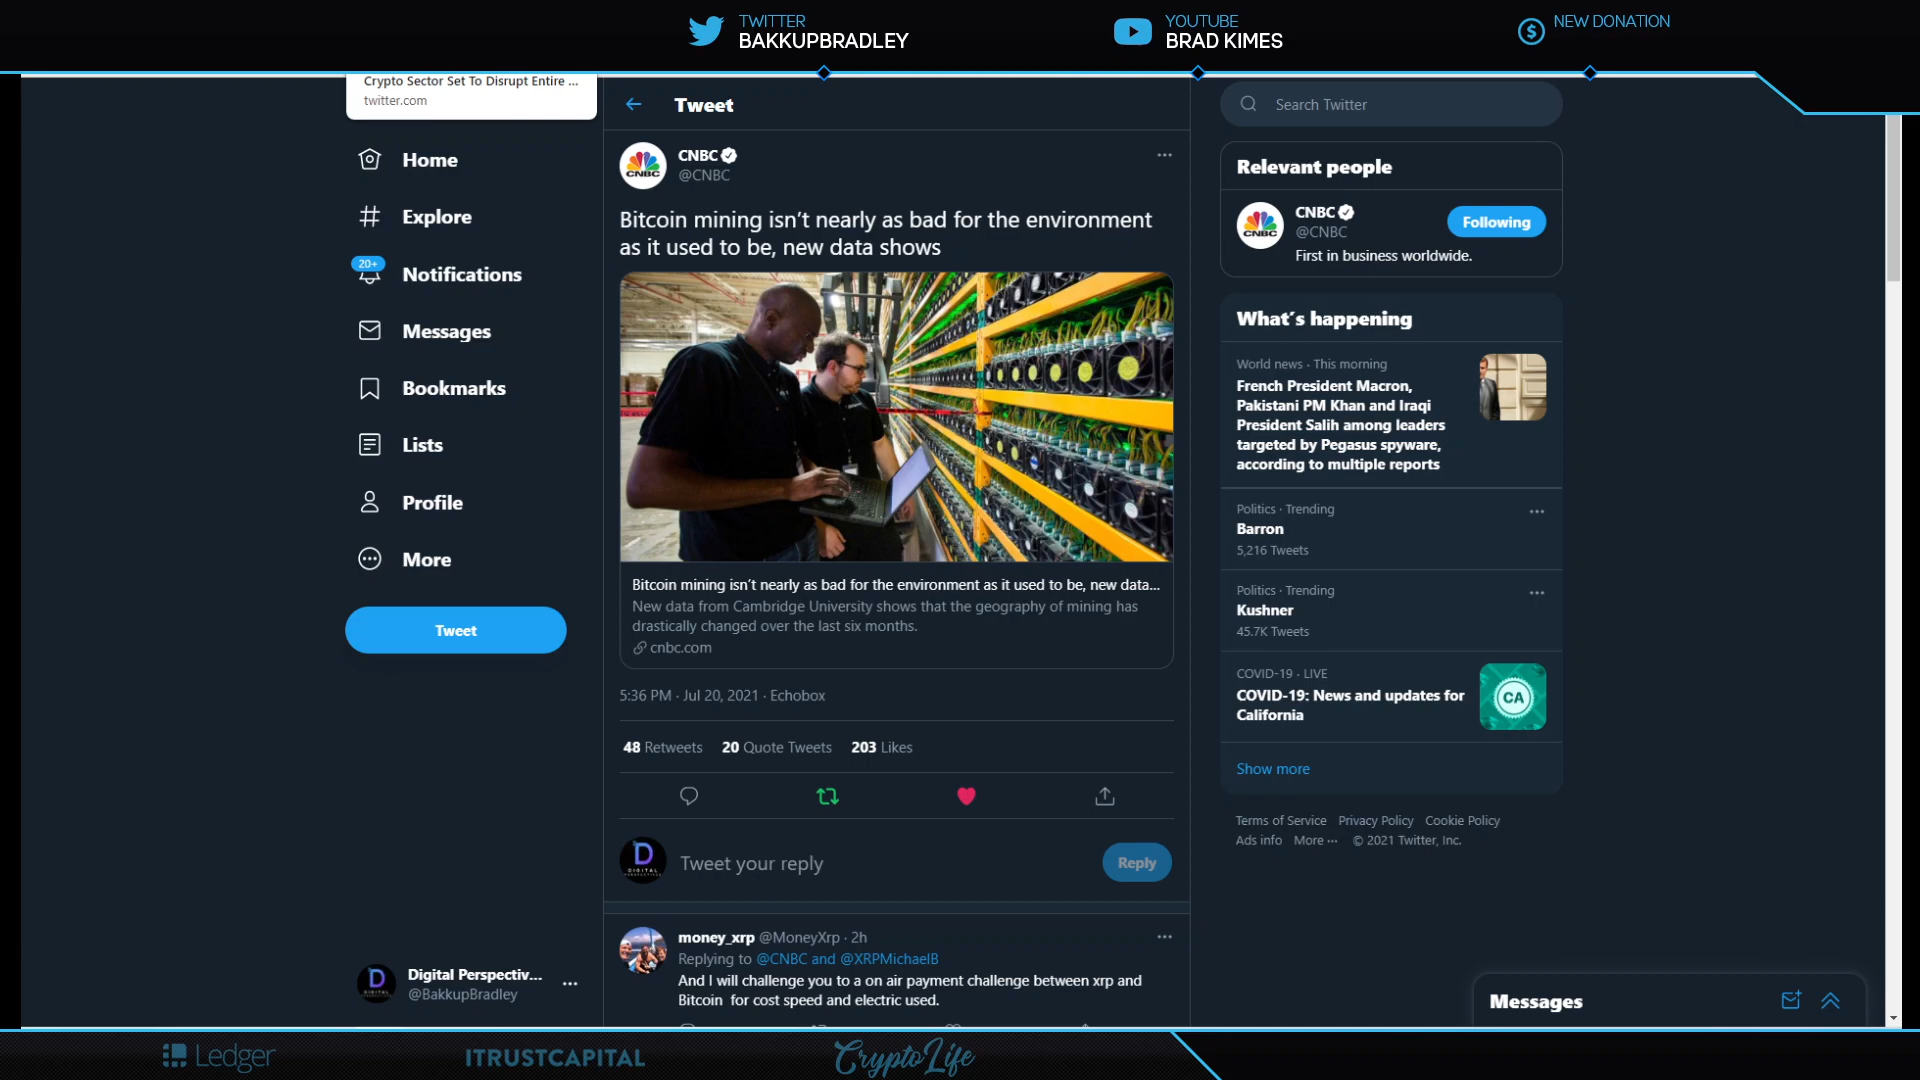 TWITTER
BAKKUPBRADLEY
YOUTUBE
BRAD KIMES
NEW DONATION
Crypto Sector Set To Disrupt Entire ...
twitter.com
Home
Explore
20+
Notifications
Messages
Bookmarks
Lists
Profile
More
Tweet
Digital Perspectiv...
@BakkupBradley
Tweet
CNBC
@CNBC
Bitcoin mining isn't nearly as bad for the environment
as it used to be, new data shows
Bitcoin mining isn't nearly as bad for the environment as it used to be, new data...
New data from Cambridge University shows that the geography of mining has
drastically changed over the last six months.
cnbc.com
5:36 PM · Jul 20, 2021 · Echobox
48 Retweets 20 Quote Tweets 203 Likes
D
DIGITAL
Tweet your reply
Reply
money_xrp @MoneyXrp · 2h
Replying to @CNBC and @XRPMichaelB
And I will challenge you to a on air payment challenge between xrp and
Bitcoin for cost speed and electric used.
Search Twitter
Relevant people
CNBC
@CNBC
Following
First in business worldwide.
What's happening
World news · This morning
French President Macron,
Pakistani PM Khan and Iraqi
President Salih among leaders
targeted by Pegasus spyware,
according to multiple reports
Politics · Trending
Barron
5,216 Tweets
Politics · Trending
Kushner
45.7K Tweets
COVID-19 · LIVE
COVID-19: News and updates for
California
CA
Show more
Terms of Service Privacy Policy Cookie Policy
Ads info More ··· © 2021 Twitter, Inc.
Messages
Ledger
ITRUSTCAPITAL
CryptoLife